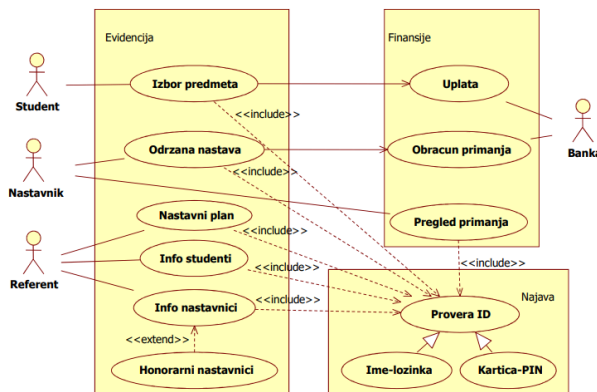 Evidencija
Finansije
Izbor predmeta
Uplata
Student
<<include>>
Odrzana nastava
Obracun primanja
Banka
<<include>>
Nastavnik
Nastavni plan
Pregled primanja
<<include>>
Info studenti
<<include>>
<<include>>
Referent
Najava
Info nastavnici
<<include>>
Provera ID
<<extend>>
Honorarni nastavnici
Ime-lozinka
Kartica-PIN